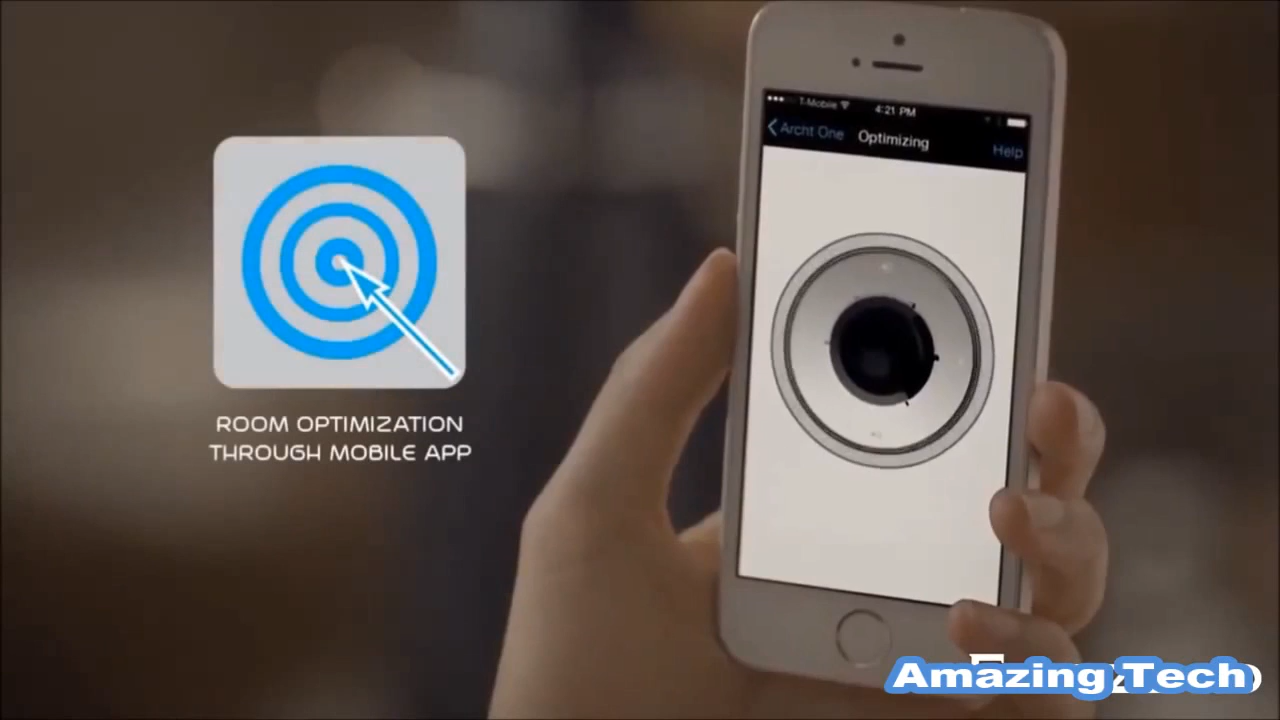 ROOM OPTIMIZATION
THROUGH MOBILE APP
T-Mobile 4:21 PM
Archt One Optimizing Help
Amazing Tech